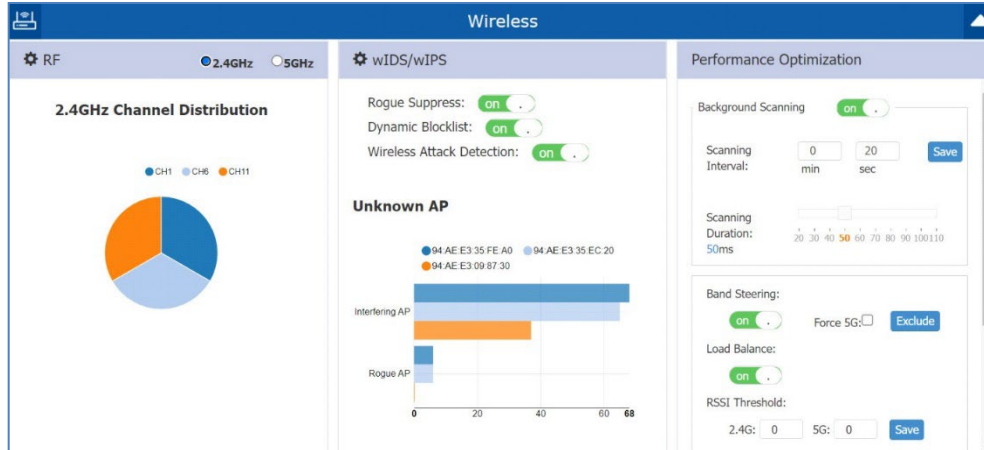 Wireless
RF 2.4GHz 5GHz
2.4GHz Channel Distribution
CH1 CH6 CH11
wIDS/wIPS
Rogue Suppress: on
Dynamic Blocklist: on
Wireless Attack Detection: on
Unknown AP
94:AE:E3:35:FE:A0 94:AE:E3:35:EC:20
94:AE:E3:09:87:30
Interfering AP
Rogue AP
0 20 40 60 68
Performance Optimization
Background Scanning on
Scanning Interval: 0 20 Save
min sec
Scanning
Duration:
50ms
20 30 40 50 60 70 80 90 100 110
Band Steering:
on Force 5G: Exclude
Load Balance:
on
RSSI Threshold:
2.4G: 0 5G: 0 Save